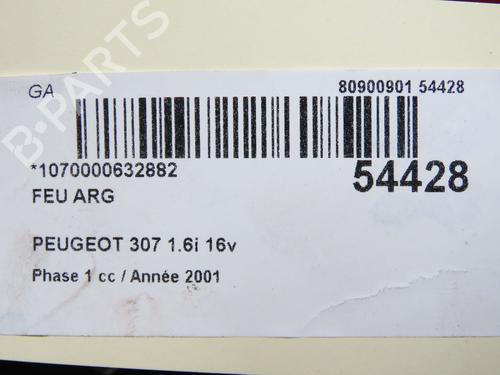 GA
80900901 54428
*1070000632882
54428
FEU ARG
PEUGEOT 307 1.6i 16v
Phase 1 cc / Année 2001
B-PARTS